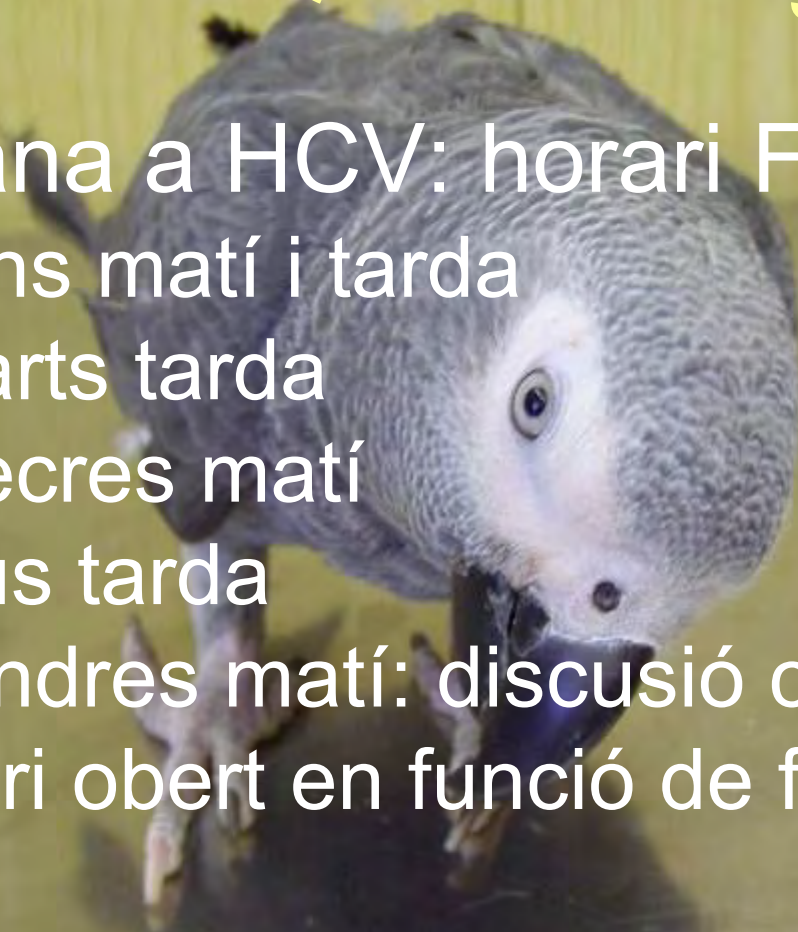 ana a HCV: horari F
ns matí i tarda
arts tarda
ecres matí
us tarda
ndres matí: discusió
ri obert en funció de f